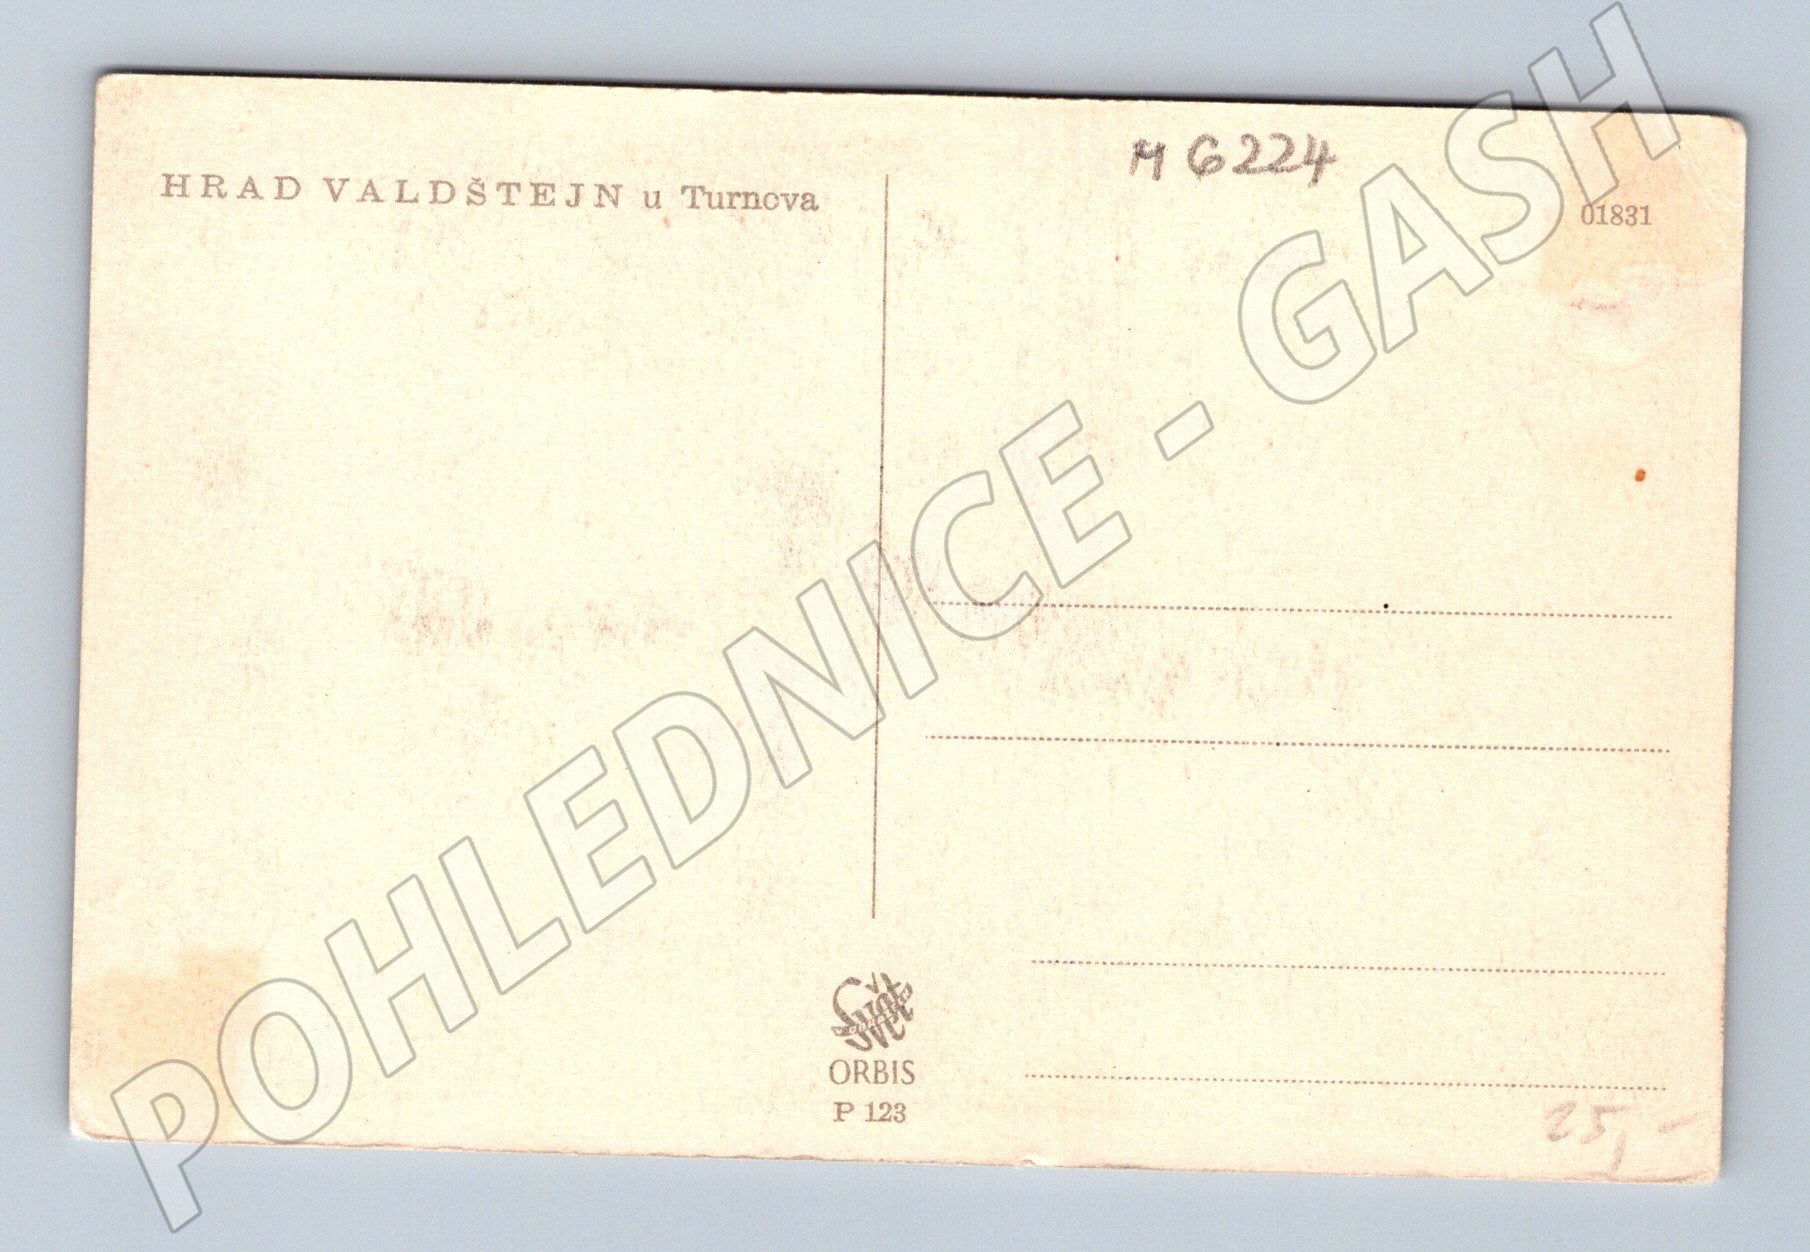 M 6224
HRAD VALDŠTEJN u Turnova
01831
POHLEDNICE - GASH
Svět
ORBIS
P 123
25,-